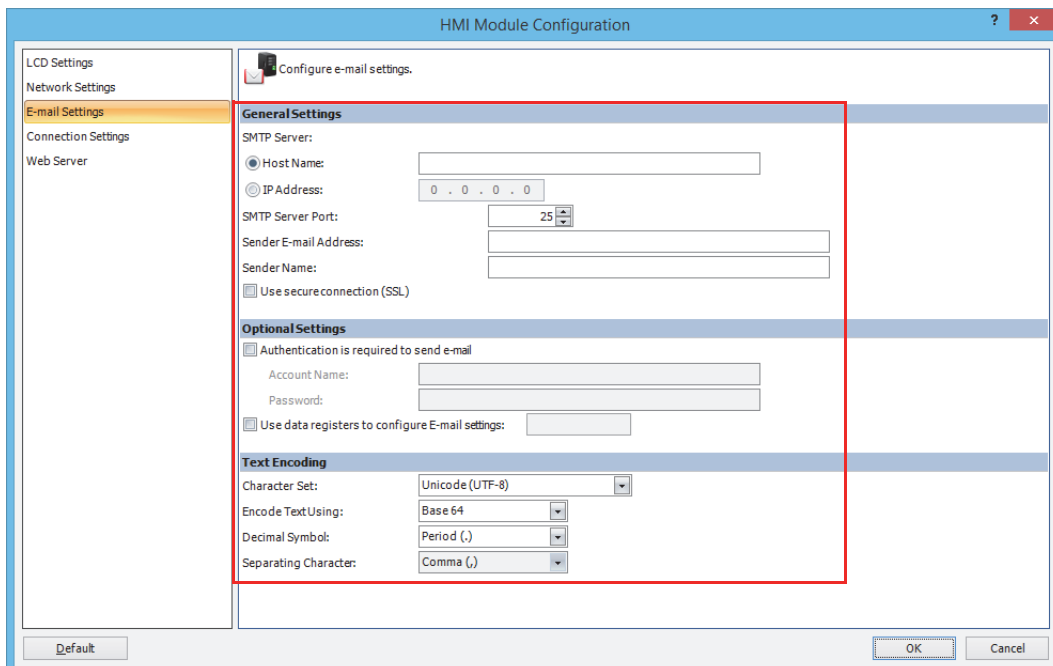 HMI Module Configuration
?
×
LCD Settings
Network Settings
E-mail Settings
Connection Settings
Web Server
Configure e-mail settings.
General Settings
SMTP Server:
Host Name:
IP Address: 0 . 0 . 0 . 0
SMTP Server Port: 25
Sender E-mail Address:
Sender Name:
Use secure connection (SSL)
Optional Settings
Authentication is required to send e-mail
Account Name:
Password:
Use data registers to configure E-mail settings:
Text Encoding
Character Set: Unicode (UTF-8)
Encode Text Using: Base 64
Decimal Symbol: Period (.)
Separating Character: Comma (,)
Default OK Cancel